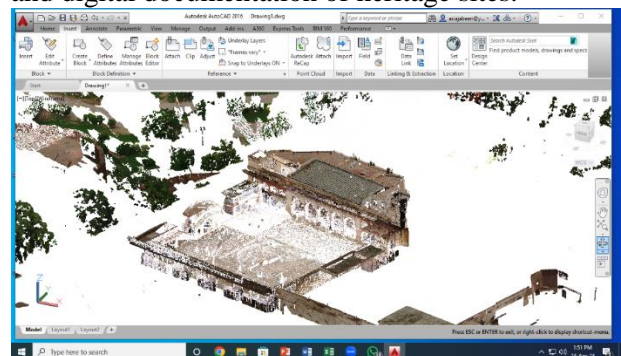 and digital documentation of heritage sites.
Autodesk AutoCAD 2016 Drawing1.dwg
Type a keyword or phrase
Home Insert Annotate Parametric View Manage Output Add-ins A360 Express Tools BIM 360 Performance
Insert
Edit
Attribute
Create
Block
Define
Attributes
Manage
Attributes
Block
Editor
Attach
Clip
Adjust
Underlay Layers
*Frames vary*
Snap to Underlays ON
Autodesk
ReCap
Attach
Import
Field
Data
Link
Set
Location
Design
Center
Search Autodesk Seek
Find product models, drawings and specs
Block
Block Definition
Reference
Point Cloud
Import
Data
Linking & Extraction
Location
Content
Start
Drawing1*
Z
Model Layout1 Layout2 +
Press ESC or ENTER to exit, or right-click to display shortcut-menu.
Type here to search
1:51 PM